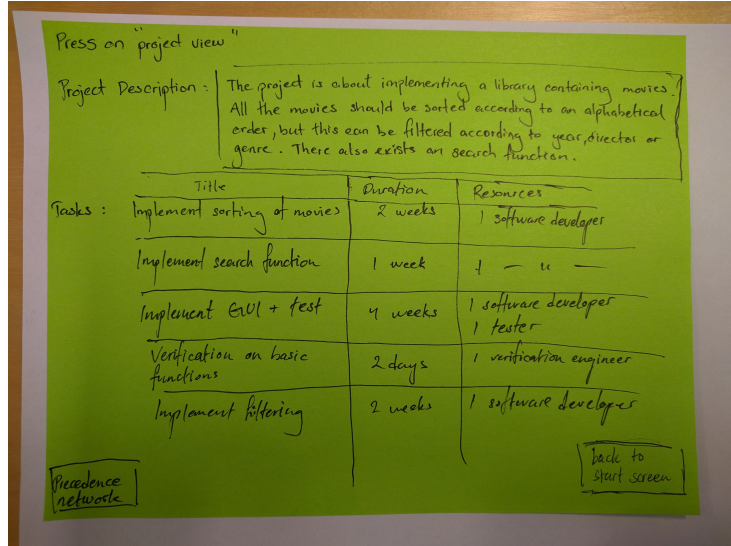 Press on "project view"
Project Description :
The project is about implementing a library containing movies.
All the movies should be sorted according to an alphabetical
order, but this can be filtered according to year, director or
genre. There also exists an search function.
Title Duration Resources
Tasks : Implement sorting of movies 2 weeks 1 software developer
Implement search function 1 week 1 — " —
Implement GUI + test 4 weeks 1 software developer
1 tester
Verification on basic 2 days 1 verification engineer
functions
Implement filtering 2 weeks 1 software developer
Precedence
network
back to
start screen